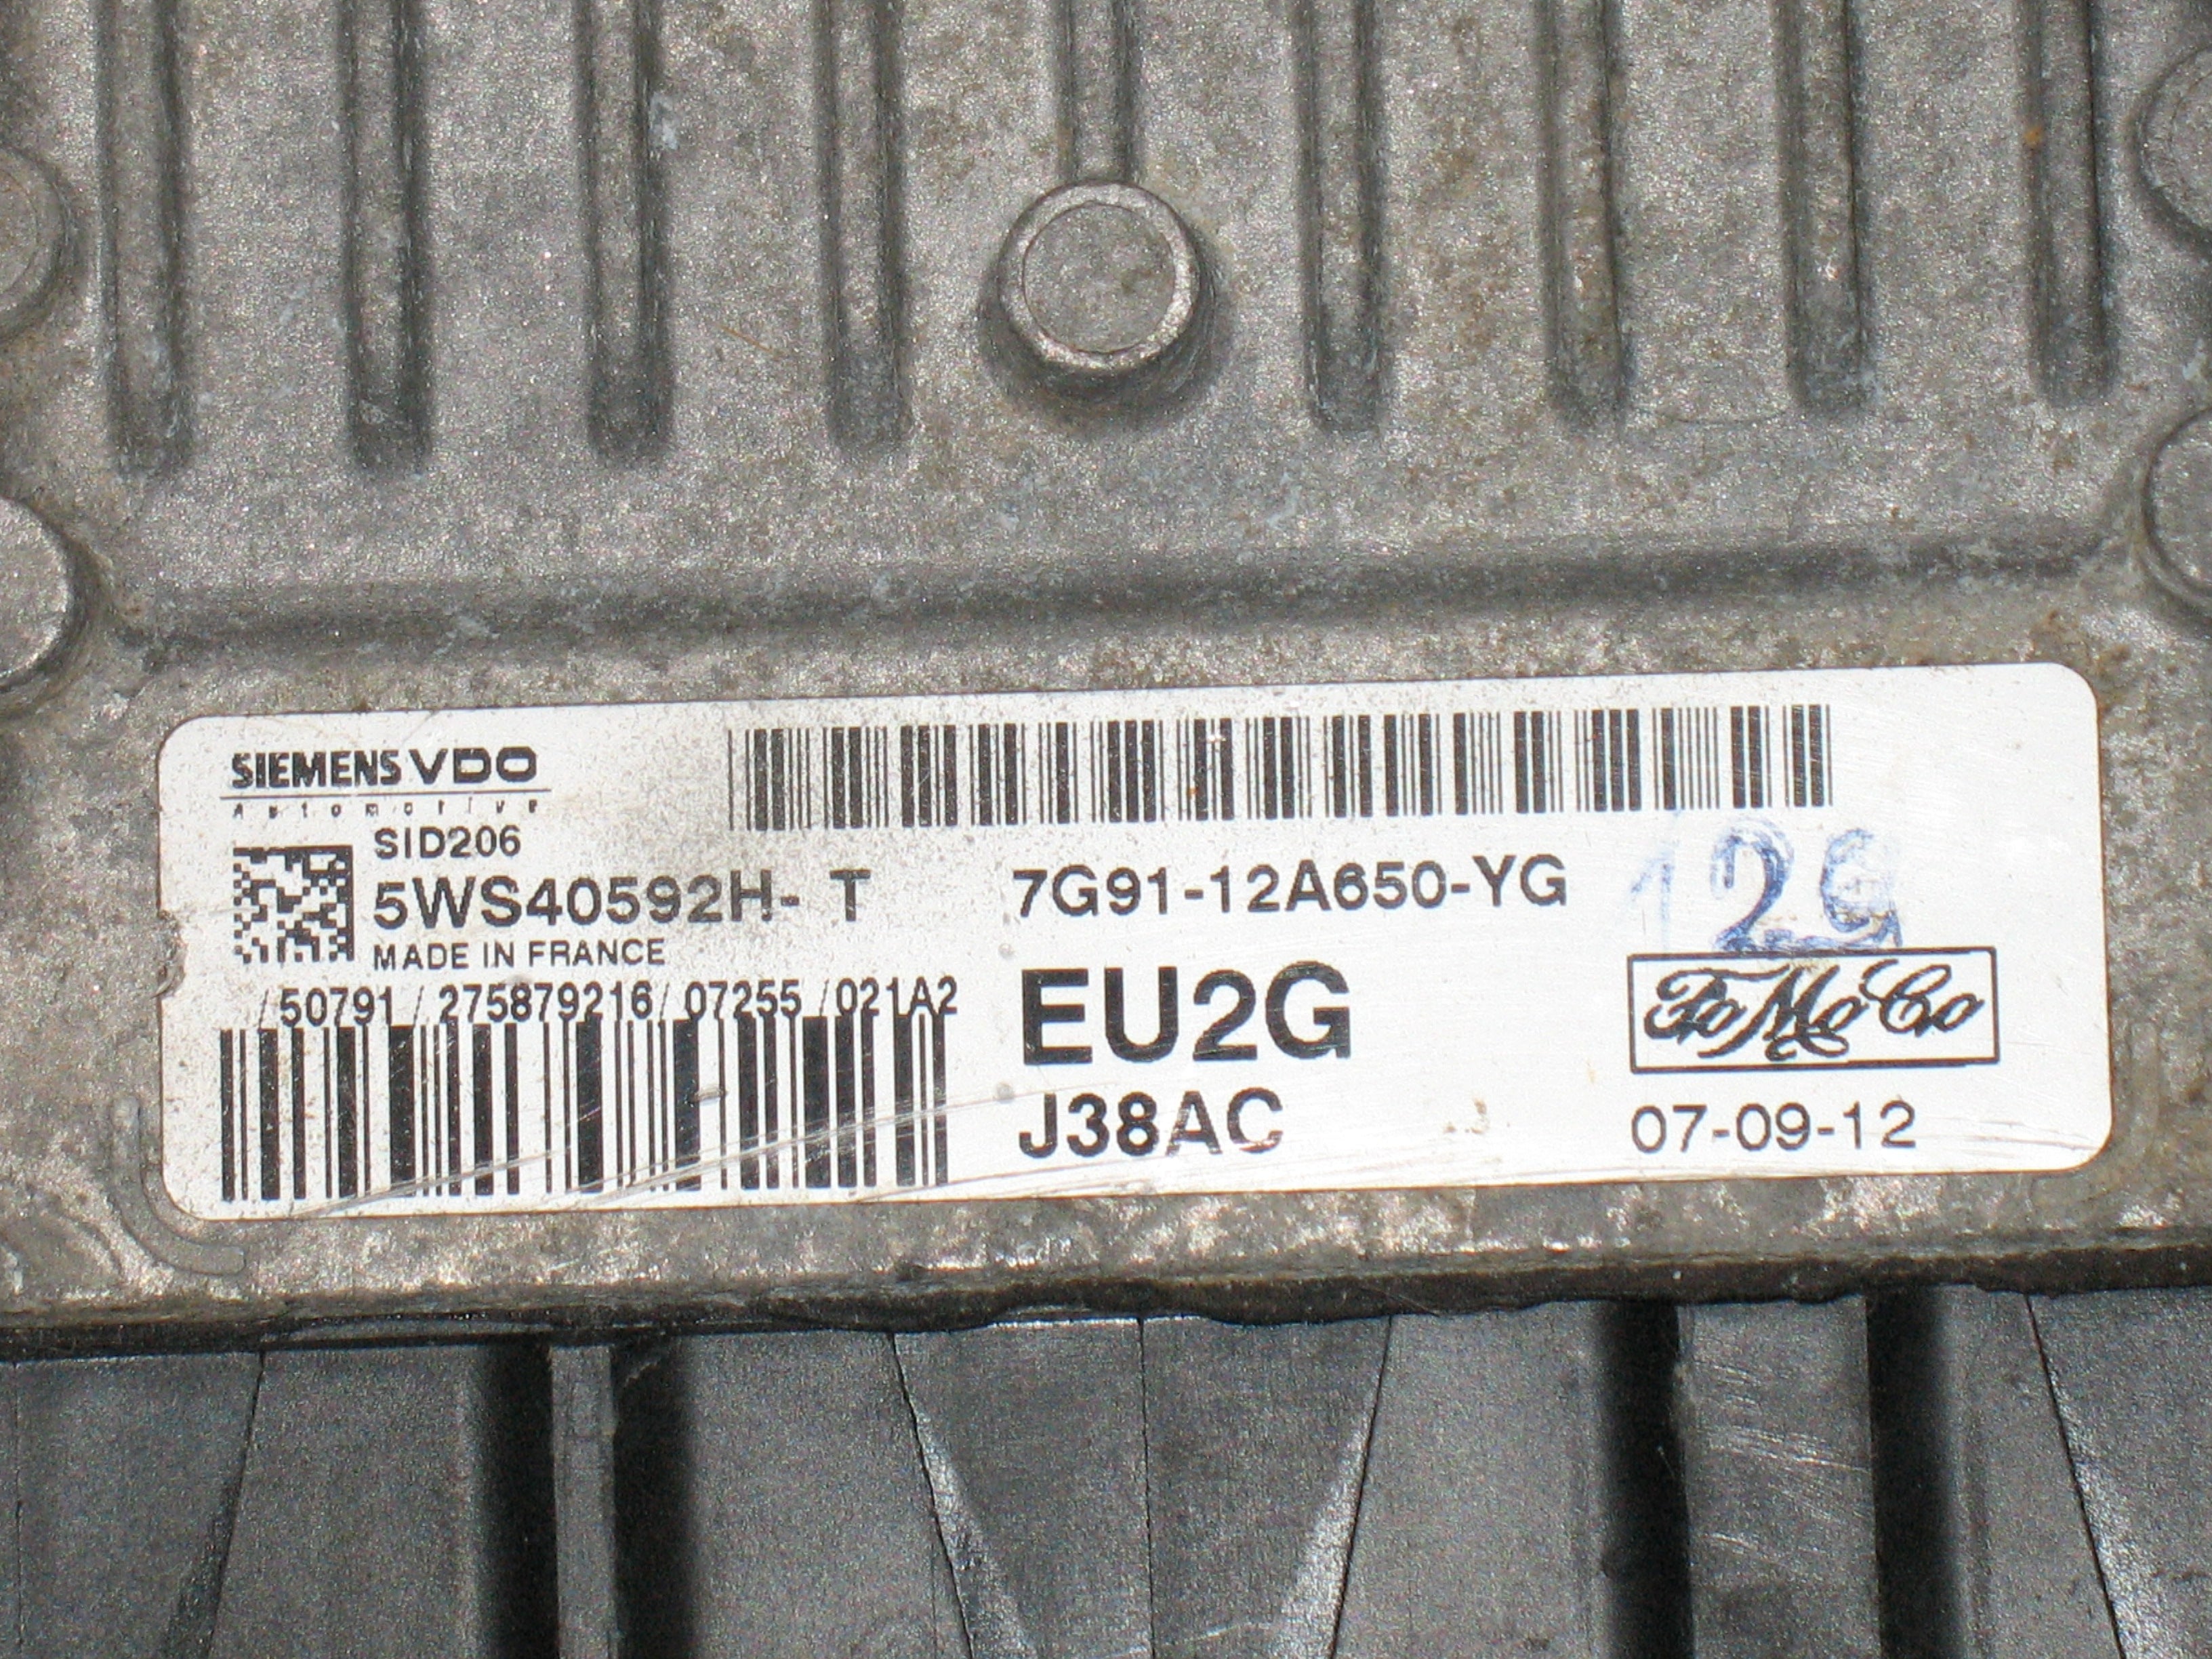 SIEMENS VDO
Automotive
SID206
5WS40592H- T
MADE IN FRANCE
/50791/275879216/07255/021A2
7G91-12A650-YG
129
EU2G
FoMoCo
J38AC
07-09-12